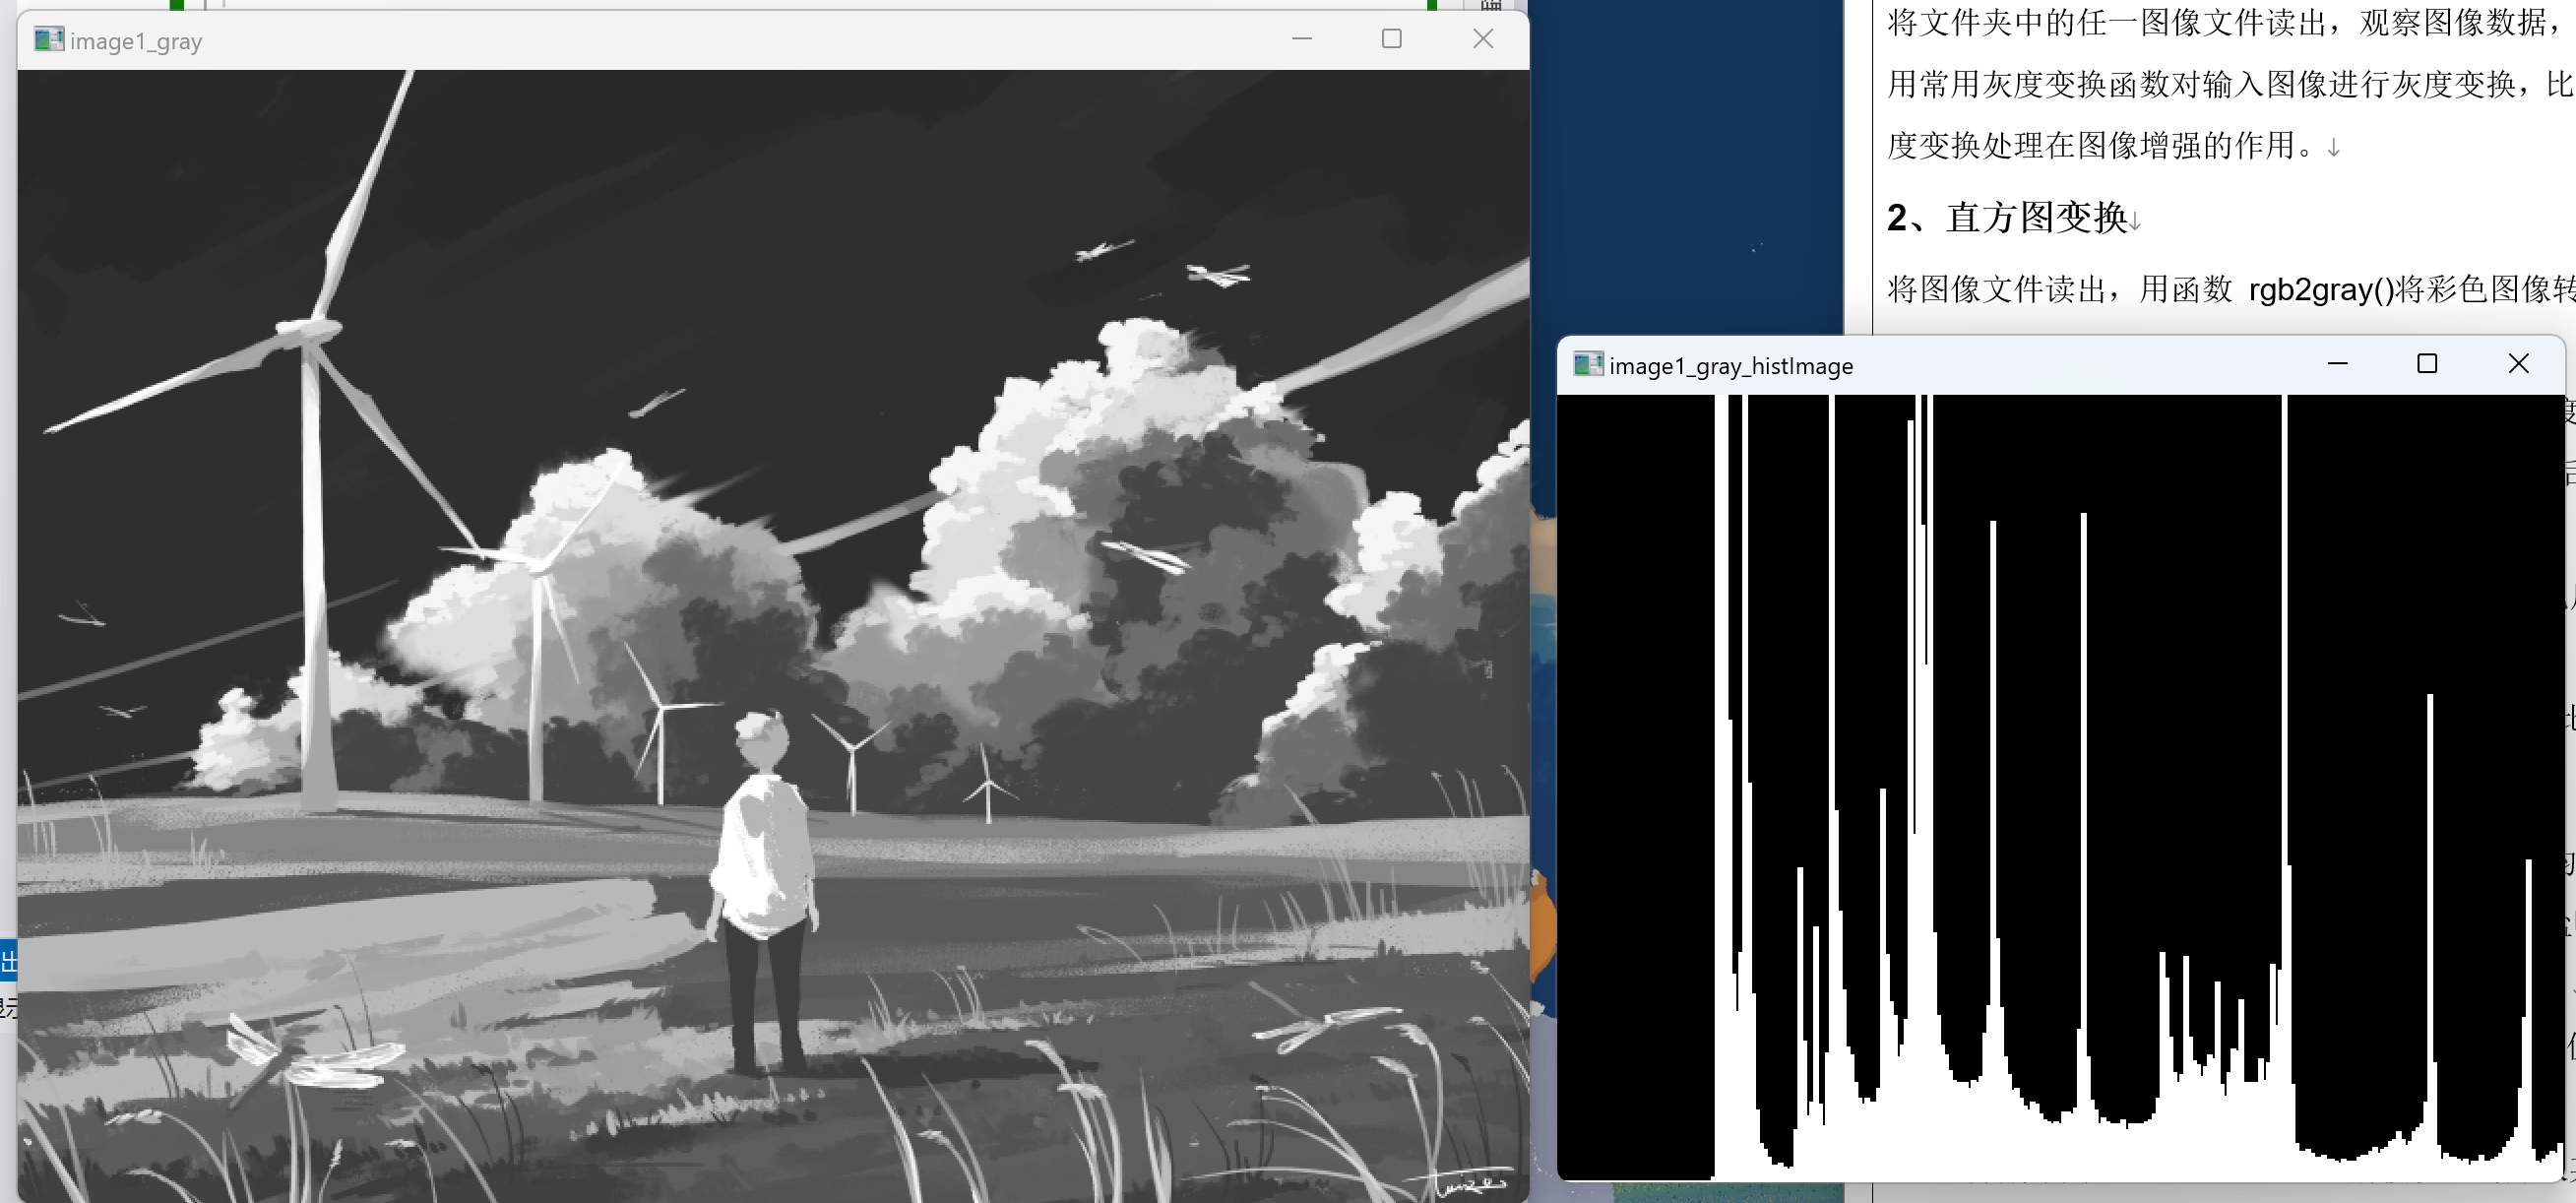 image1_gray
将文件夹中的任一图像文件读出，观察图像数据，
用常用灰度变换函数对输入图像进行灰度变换，比
度变换处理在图像增强的作用。↓
2、直方图变换↓
将图像文件读出，用函数 rgb2gray()将彩色图像转
image1_gray_histImage
出